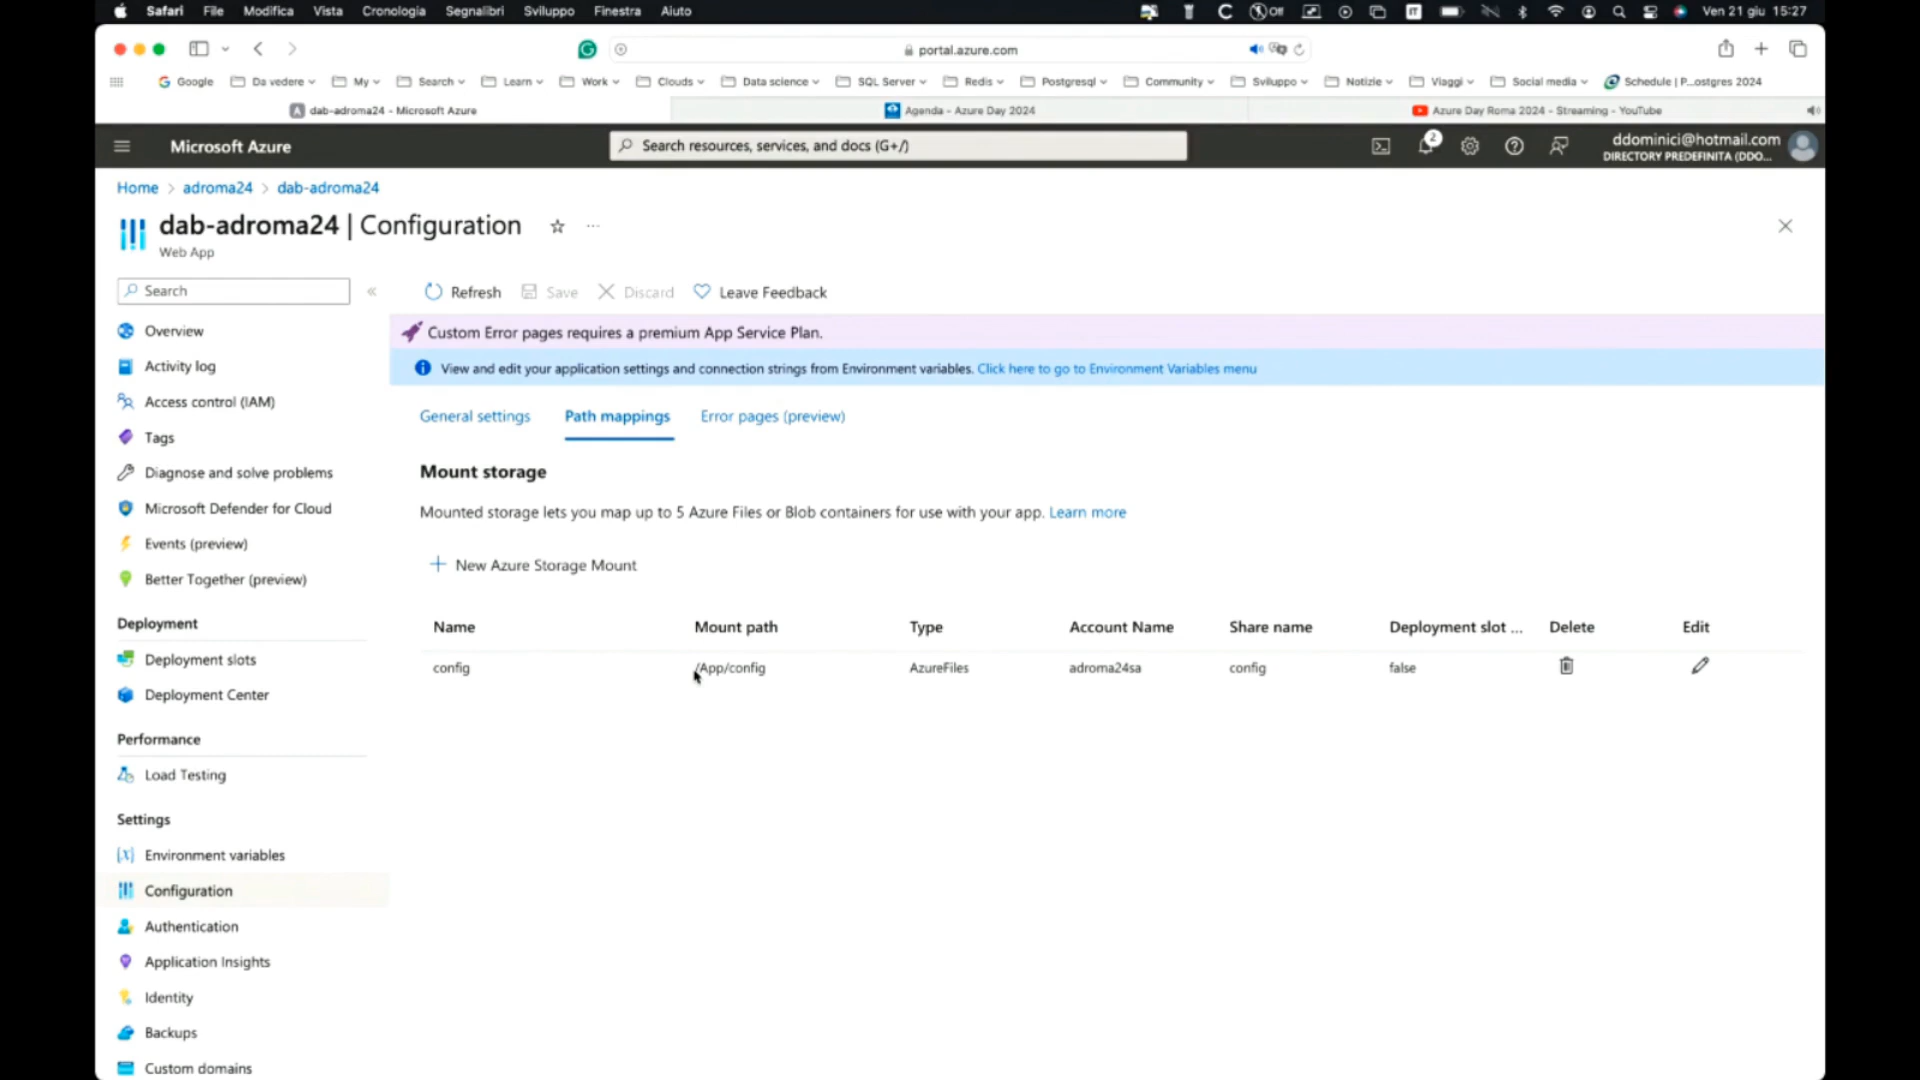 Safari File Modifica Vista Cronologia Segnalibri Sviluppo Finestra Aiuto Off IT Ven 21 giu 15:27
portal.azure.com
Google Da vedere My Search Learn Work Clouds Data science SQL Server Redis Postgresql Community Sviluppo Notizie Viaggi Social media Schedule | P...ostgres 2024
dab-adroma24 - Microsoft Azure Agenda - Azure Day 2024 Azure Day Roma 2024 - Streaming - YouTube
Microsoft Azure Search resources, services, and docs (G+/) 2 ddominici@hotmail.com
DIRECTORY PREDEFINITA (DDO...
Home > adroma24 > dab-adroma24
dab-adroma24 | Configuration
Web App
Search
Refresh Save Discard Leave Feedback
Custom Error pages requires a premium App Service Plan.
View and edit your application settings and connection strings from Environment variables. Click here to go to Environment Variables menu
General settings Path mappings Error pages (preview)
Mount storage
Mounted storage lets you map up to 5 Azure Files or Blob containers for use with your app. Learn more
New Azure Storage Mount
Name Mount path Type Account Name Share name Deployment slot ... Delete Edit
config /App/config AzureFiles adroma24sa config false
Overview
Activity log
Access control (IAM)
Tags
Diagnose and solve problems
Microsoft Defender for Cloud
Events (preview)
Better Together (preview)
Deployment
Deployment slots
Deployment Center
Performance
Load Testing
Settings
Environment variables
Configuration
Authentication
Application Insights
Identity
Backups
Custom domains